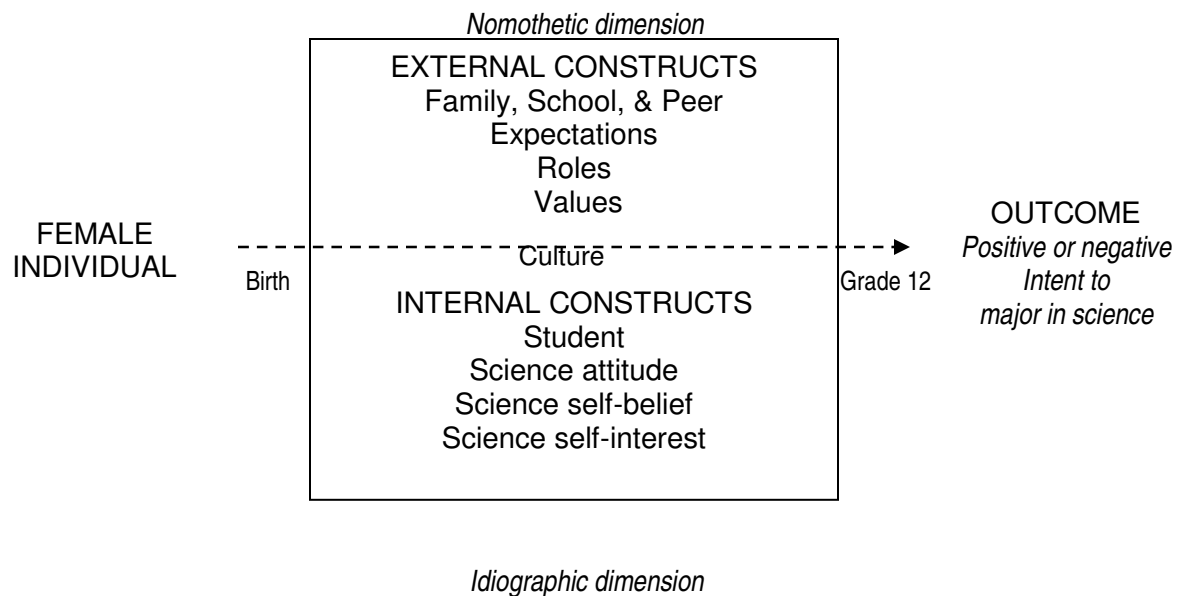 Nomothetic dimension
EXTERNAL CONSTRUCTS
Family, School, & Peer
Expectations
Roles
Values
FEMALE
INDIVIDUAL
Birth
Culture
Grade 12
OUTCOME
Positive or negative
Intent to
major in science
INTERNAL CONSTRUCTS
Student
Science attitude
Science self-belief
Science self-interest
Idiographic dimension